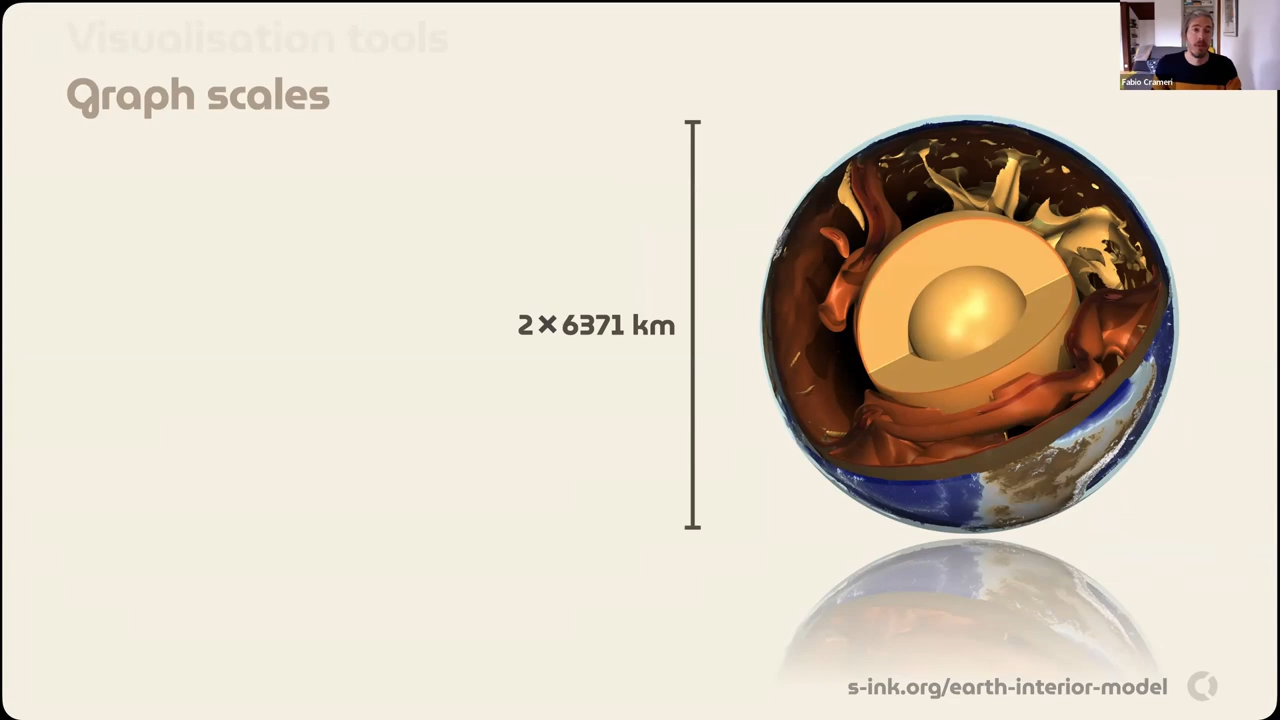 Visualisation tools
Graph scales
Fabio Crameri
2×6371 km
s-ink.org/earth-interior-model